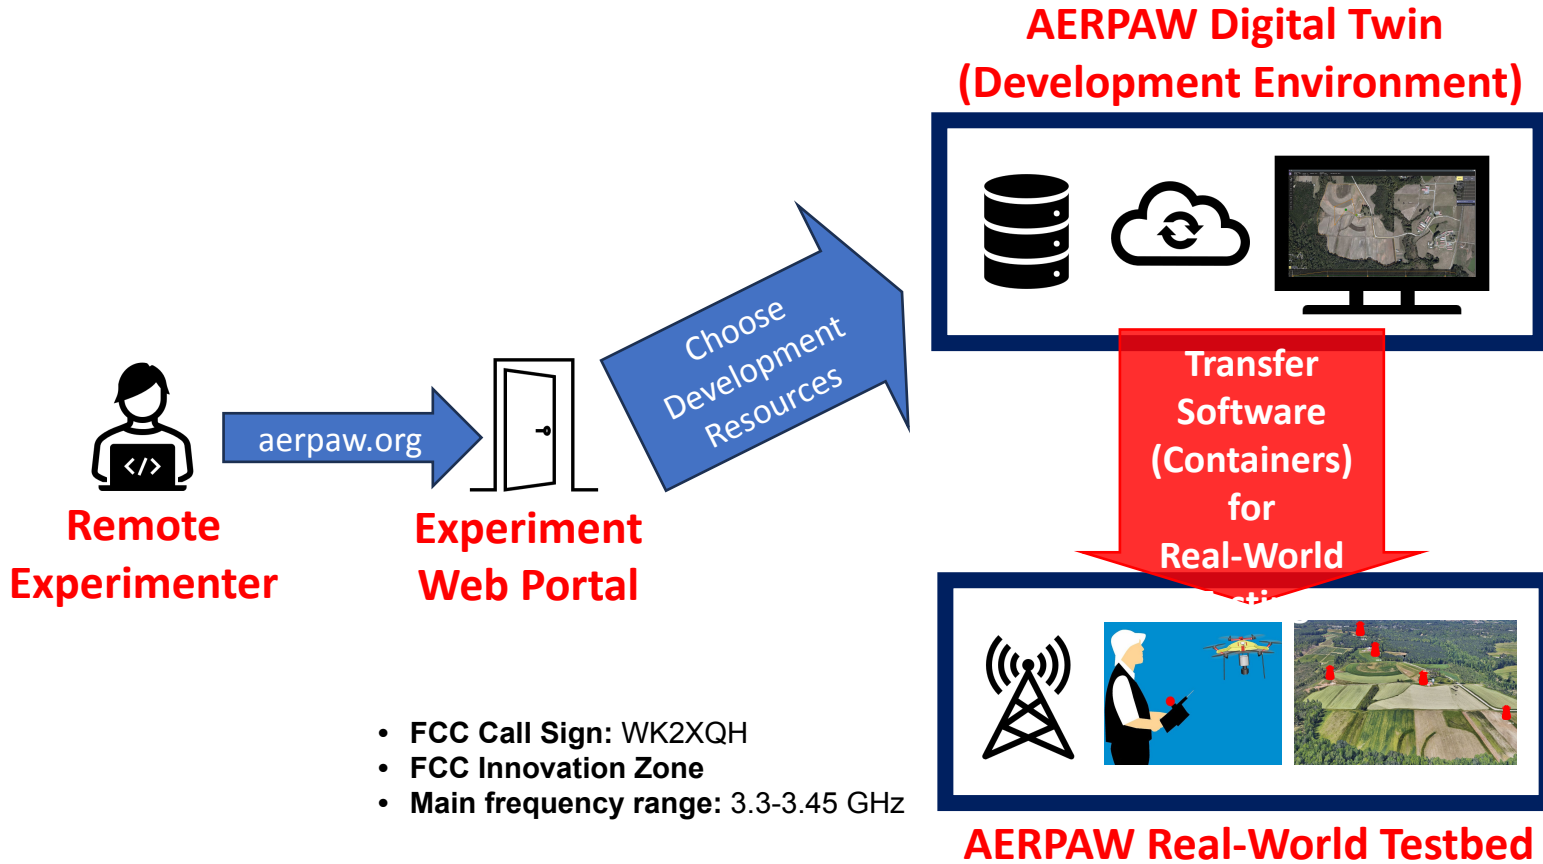 AERPAW Digital Twin
(Development Environment)
Choose
Development
Resources
aerpaw.org
</>
Remote
Experimenter
Experiment
Web Portal
Transfer
Software
(Containers)
for
Real-World
• FCC Call Sign: WK2XQH
• FCC Innovation Zone
• Main frequency range: 3.3-3.45 GHz
AERPAW Real-World Testbed